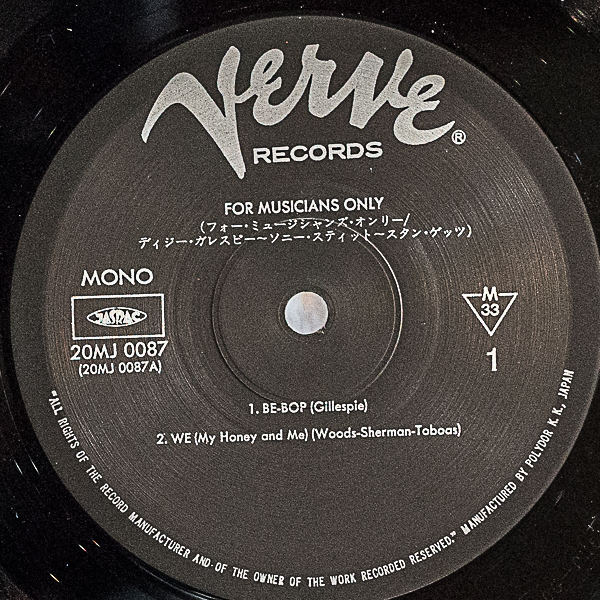 Verve
RECORDS
®
FOR MUSICIANS ONLY
(フォー・ミュージシャンズ・オンリー/
ディジー・ガレスピー〜ソニー・スティット〜スタン・ゲッツ)
MONO
JASRAC
20MJ 0087
(20MJ 0087A)
M
33
1
1. BE-BOP (Gillespie)
2. WE (My Honey and Me) (Woods-Sherman-Toboas)
"ALL RIGHTS OF THE RECORD MANUFACTURER AND OF THE OWNER OF THE WORK RECORDED RESERVED." MANUFACTURED BY POLYDOR K.K., JAPAN